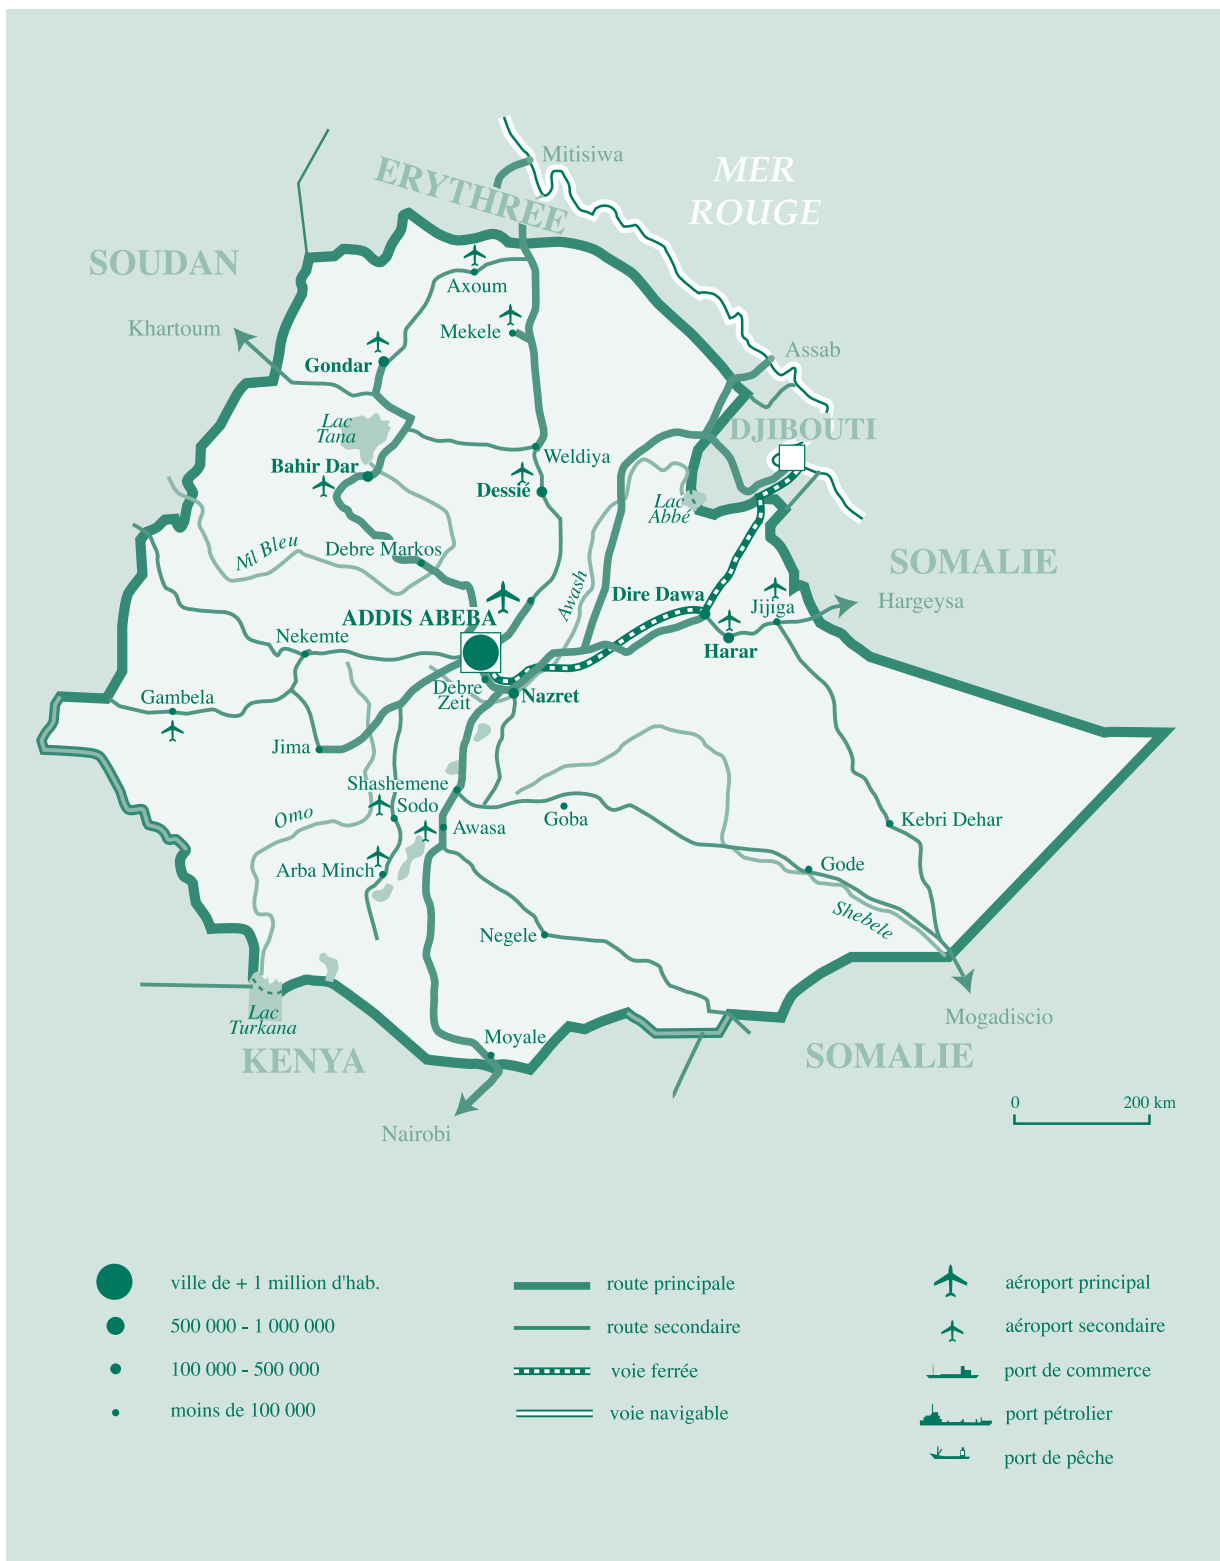 Mitisiwa
MER
ROUGE
ERYTHREE
SOUDAN
Axoum
Khartoum
Mekele
Assab
Gondar
Lac
Tana
DJIBOUTI
Weldiya
Bahir Dar
Dessié
Lac
Abbé
Nil Bleu
Debre Markos
SOMALIE
Awash
Dire Dawa
Hargeysa
Jijiga
ADDIS ABEBA
Nekemte
Harar
Debre
Zeit
Nazret
Gambela
Jima
Shashemene
Sodo
Omo
Goba
Kebri Dehar
Awasa
Arba Minch
Gode
Shebele
Negele
Lac
Turkana
Mogadiscio
Moyale
KENYA
SOMALIE
Nairobi
0 200 km
ville de + 1 million d'hab.
500 000 - 1 000 000
100 000 - 500 000
moins de 100 000
route principale
route secondaire
voie ferrée
voie navigable
aéroport principal
aéroport secondaire
port de commerce
port pétrolier
port de pêche